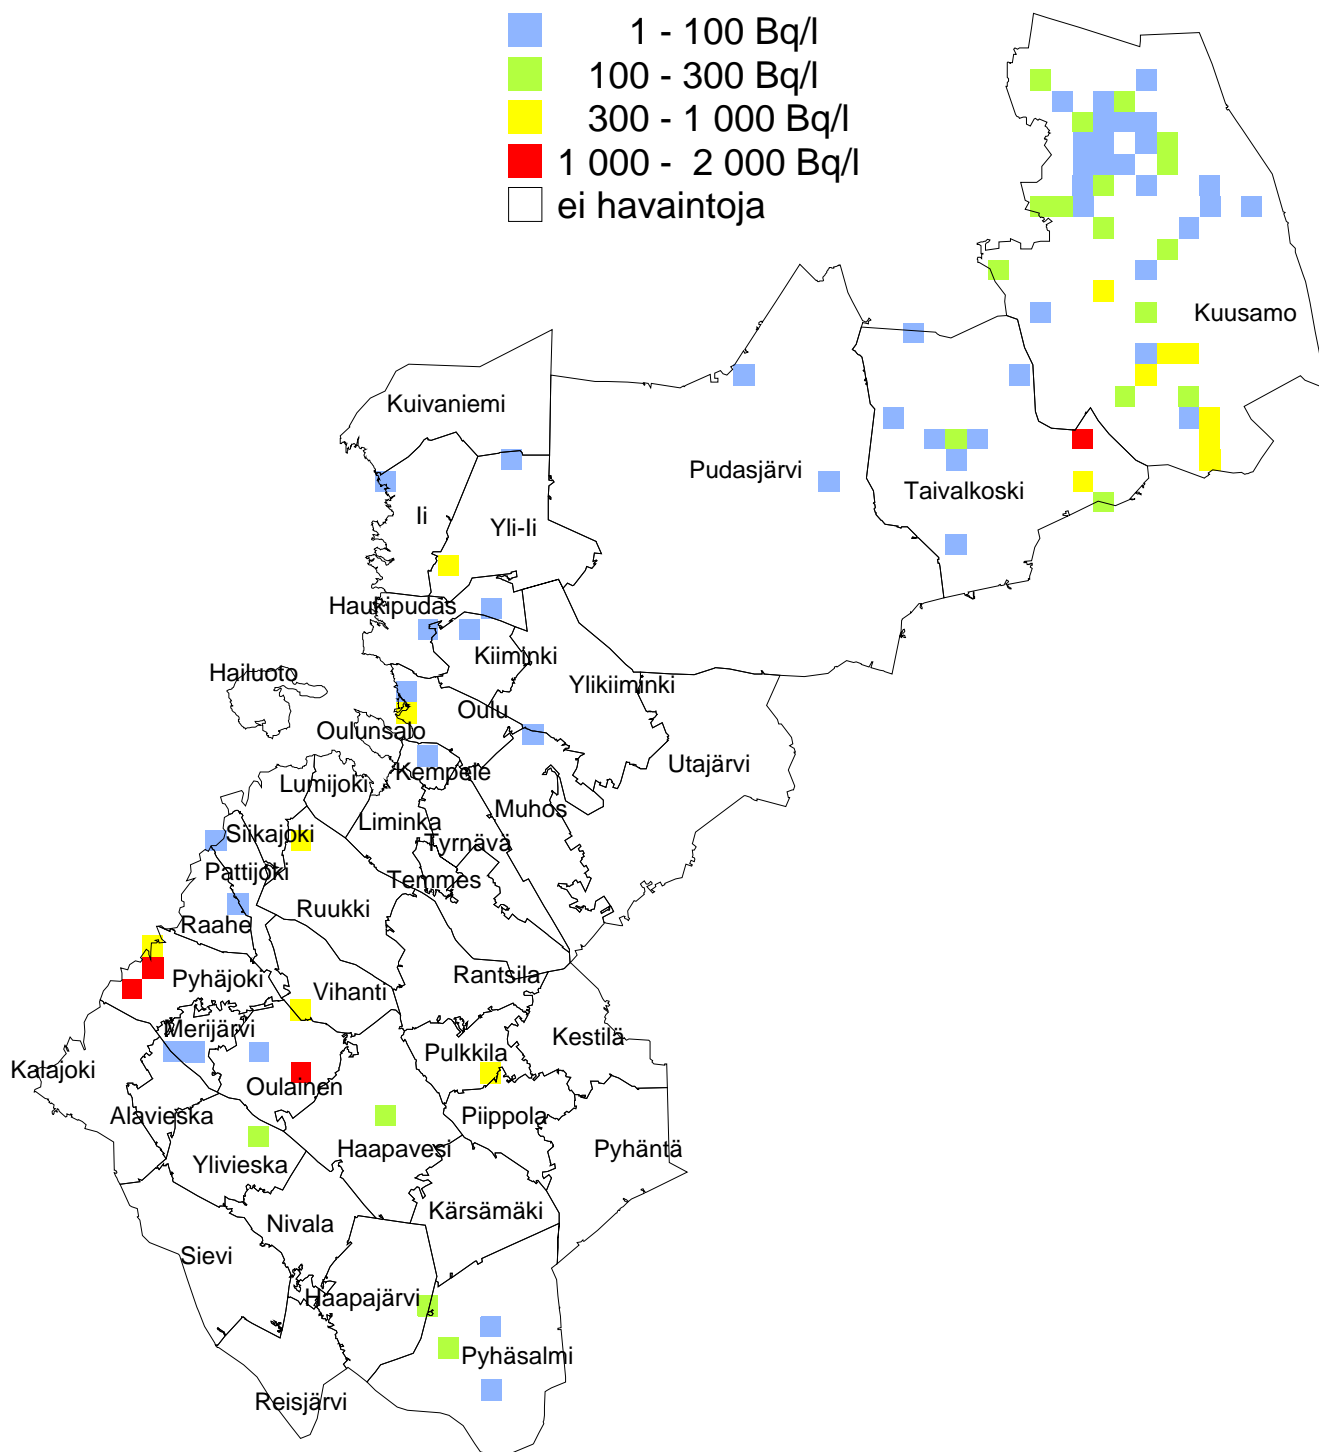 1 - 100 Bq/l
100 - 300 Bq/l
300 - 1 000 Bq/l
1 000 - 2 000 Bq/l
ei havaintoja
Kuusamo
Kuivaniemi
Pudasjärvi
Taivalkoski
Ii
Yli-Ii
Haukipudas
Kiiminki
Hailuoto
Ylikiiminki
Oulu
Oulunsalo
Utajärvi
Kempele
Lumijoki
Muhos
Liminka
Siikajoki
Tyrnävä
Pattijoki
Temmes
Ruukki
Raahe
Rantsila
Pyhäjoki
Vihanti
Merijärvi
Kestilä
Pulkkila
Kalajoki
Oulainen
Alavieska
Piippola
Haapavesi
Pyhäntä
Ylivieska
Kärsämäki
Nivala
Sievi
Haapajärvi
Pyhäsalmi
Reisjärvi